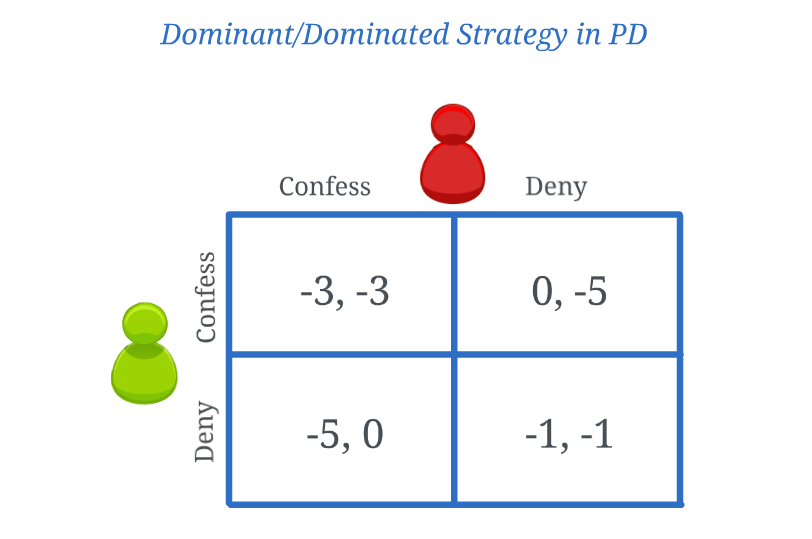 Dominant/Dominated Strategy in PD
Confess Deny
Confess
-3, -3 0, -5
Deny
-5, 0 -1, -1